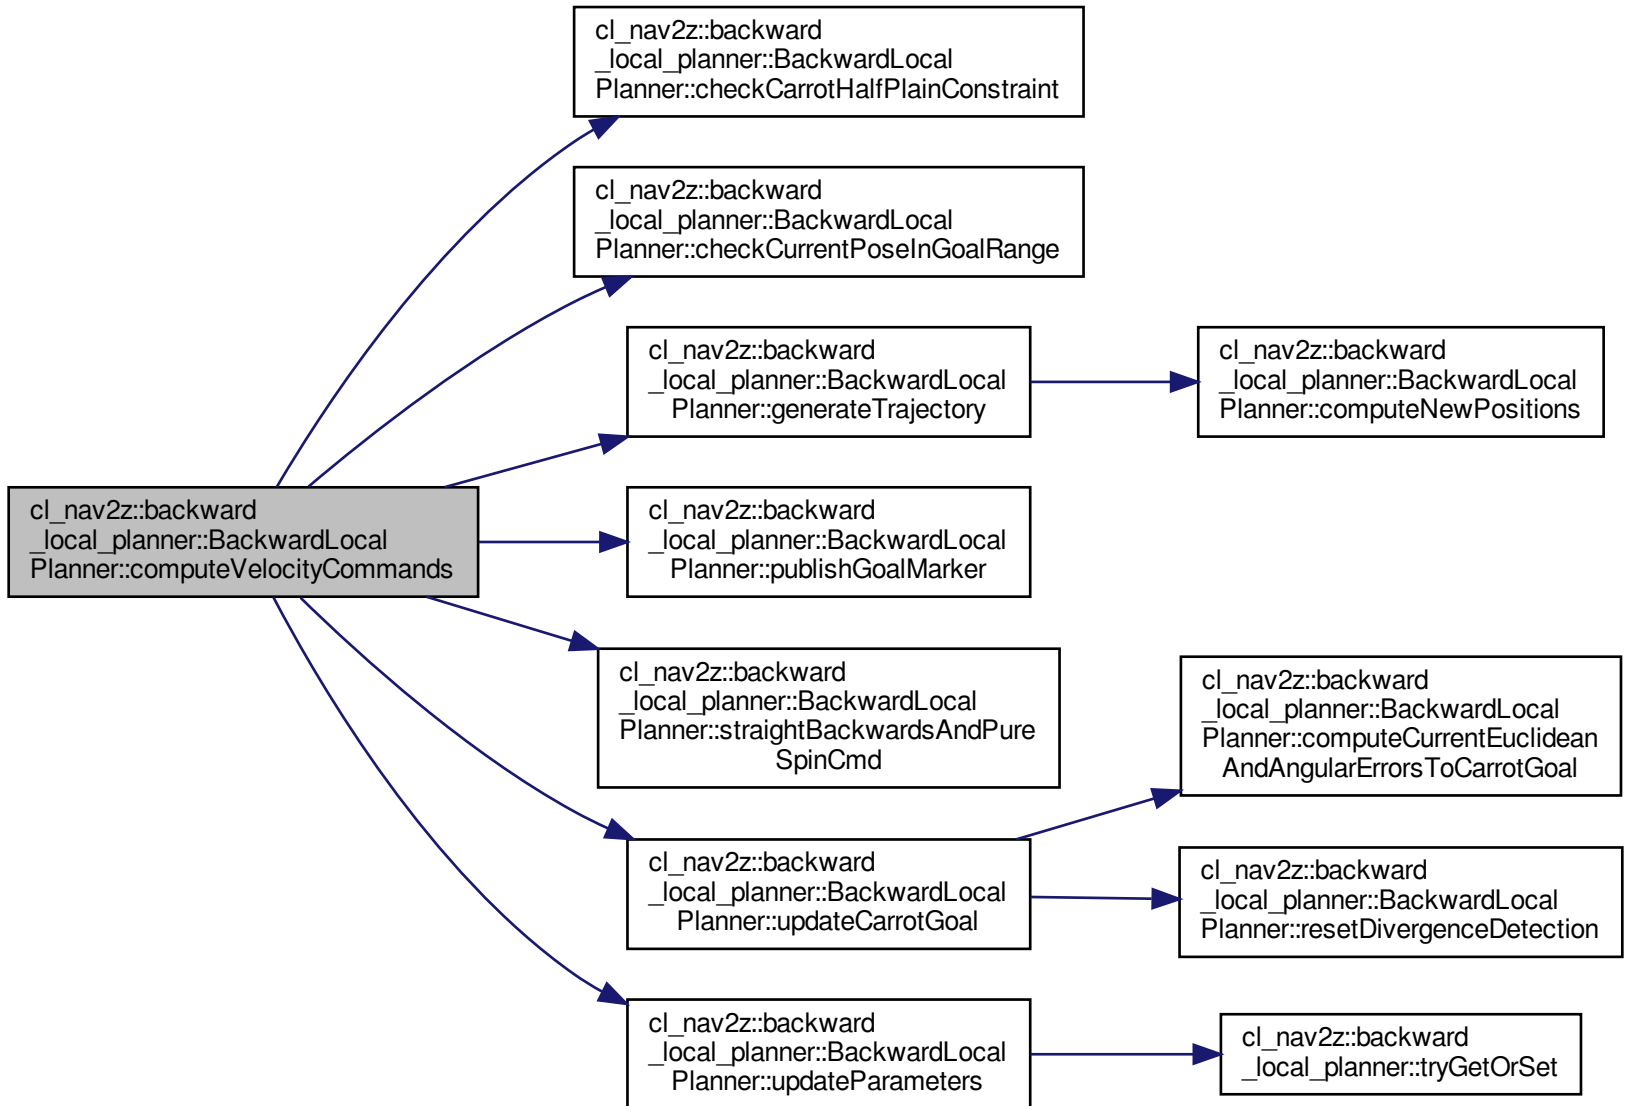 cl_nav2z::backward
_local_planner::BackwardLocal
Planner::checkCarrotHalfPlainConstraint
cl_nav2z::backward
_local_planner::BackwardLocal
Planner::checkCurrentPoseInGoalRange
cl_nav2z::backward
_local_planner::BackwardLocal
Planner::generateTrajectory
cl_nav2z::backward
_local_planner::BackwardLocal
Planner::computeNewPositions
cl_nav2z::backward
_local_planner::BackwardLocal
Planner::computeVelocityCommands
cl_nav2z::backward
_local_planner::BackwardLocal
Planner::publishGoalMarker
cl_nav2z::backward
_local_planner::BackwardLocal
Planner::straightBackwardsAndPure
SpinCmd
cl_nav2z::backward
_local_planner::BackwardLocal
Planner::computeCurrentEuclidean
AndAngularErrorsToCarrotGoal
cl_nav2z::backward
_local_planner::BackwardLocal
Planner::updateCarrotGoal
cl_nav2z::backward
_local_planner::BackwardLocal
Planner::resetDivergenceDetection
cl_nav2z::backward
_local_planner::BackwardLocal
Planner::updateParameters
cl_nav2z::backward
_local_planner::tryGetOrSet